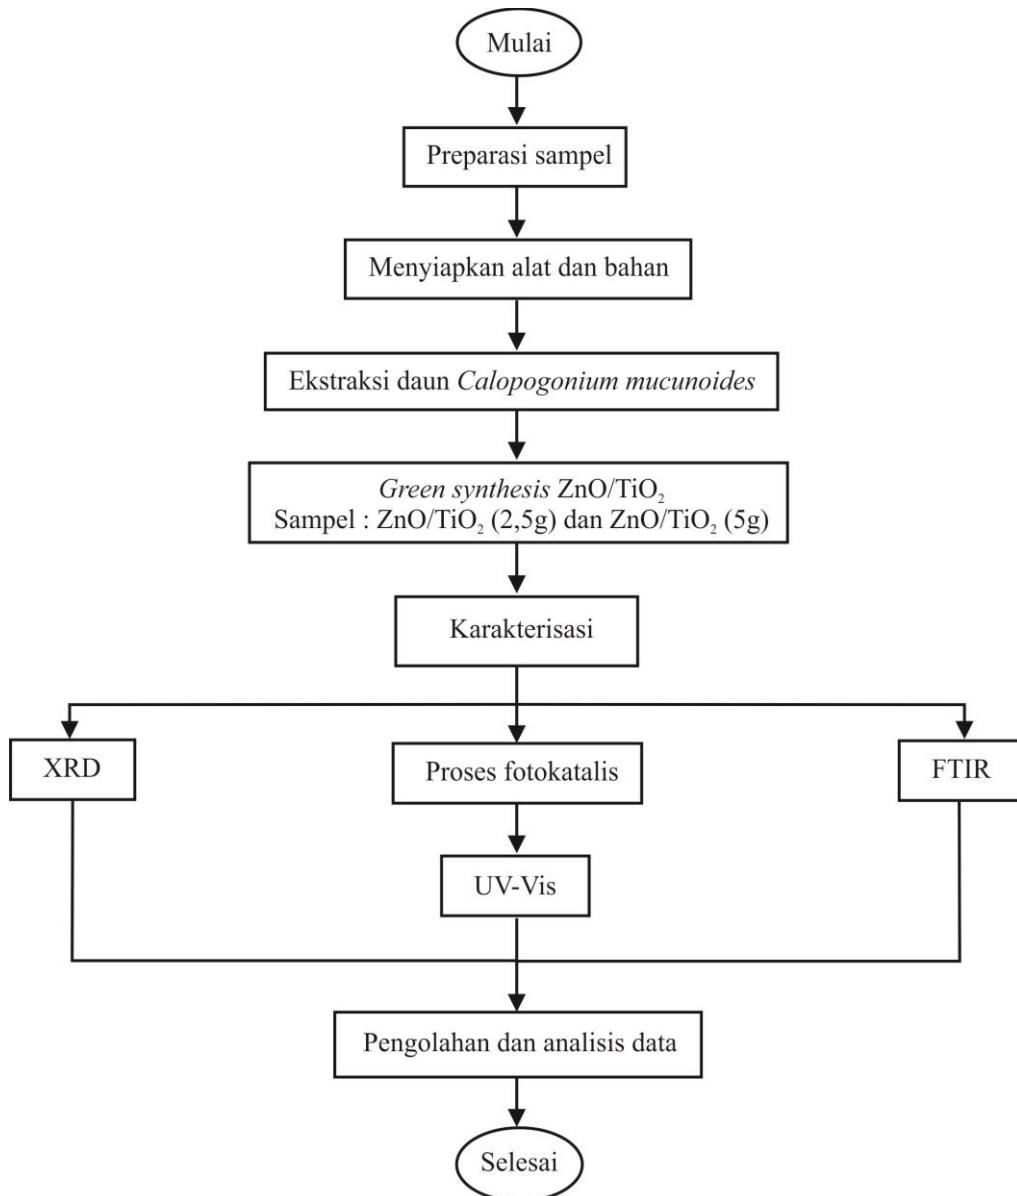 Mulai
Preparasi sampel
Menyiapkan alat dan bahan
Ekstraksi daun Calopogonium mucunoides
Green synthesis ZnO/TiO₂
Sampel : ZnO/TiO₂ (2,5g) dan ZnO/TiO₂ (5g)
Karakterisasi
XRD
Proses fotokatalis
FTIR
UV-Vis
Pengolahan dan analisis data
Selesai